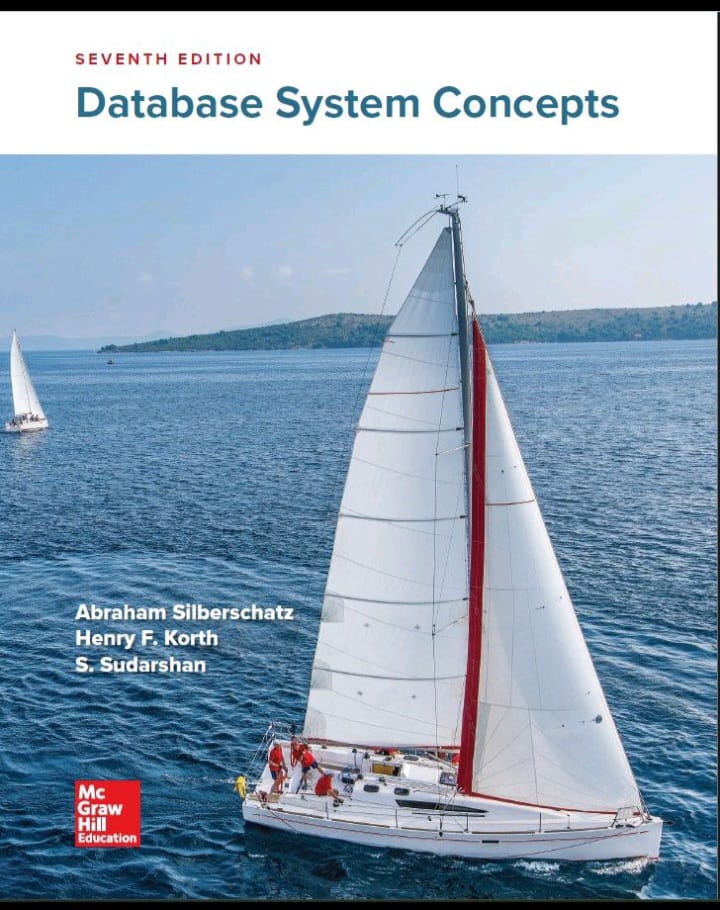 SEVENTH EDITION
Database System Concepts
Abraham Silberschatz
Henry F. Korth
S. Sudarshan
Mc
Graw
Hill
Education